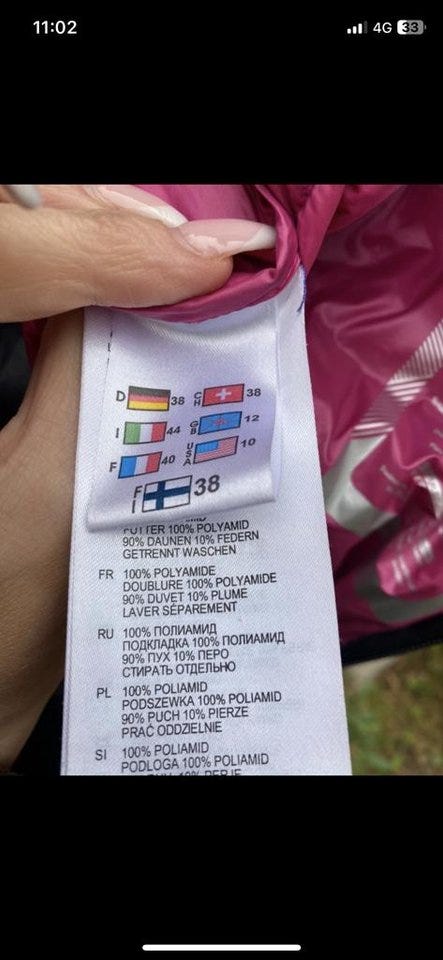 11:02
4G 33
D 38 CH 38
I 44 GB 12
F 40 USA 10
FI 38
FUTTER 100% POLYAMID
90% DAUNEN 10% FEDERN
GETRENNT WASCHEN
FR 100% POLYAMIDE
DOUBLURE 100% POLYAMIDE
90% DUVET 10% PLUME
LAVER SÉPAREMENT
RU 100% ПОЛИАМИД
ПОДКЛАДКА 100% ПОЛИАМИД
90% ПУХ 10% ПЕРО
СТИРАТЬ ОТДЕЛЬНО
PL 100% POLIAMID
PODSZEWKA 100% POLIAMID
90% PUCH 10% PIERZE
PRAĆ ODDZIELNIE
SI 100% POLIAMID
PODLOGA 100% POLIAMID